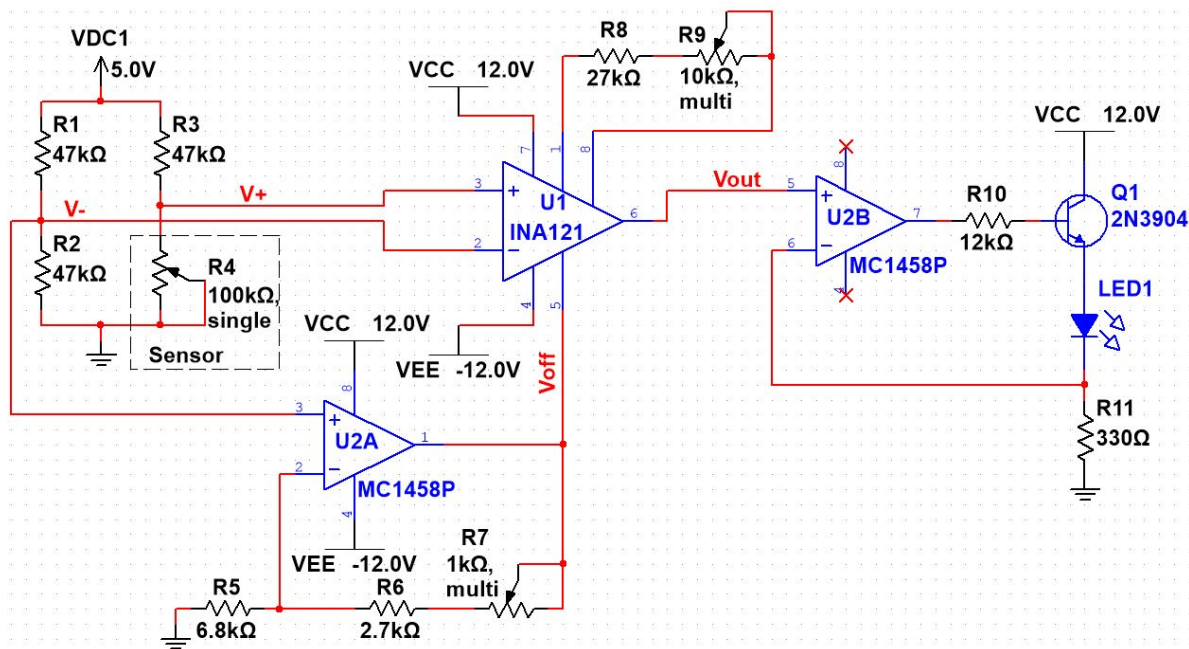 VDC1
5.0V
R1
47kΩ
R3
47kΩ
V-
V+
R2
47kΩ
R4
100kΩ,
single
Sensor
VCC 12.0V
7
1
8
R8
27kΩ
R9
10kΩ,
multi
3
2
+
−
U1
INA121
6
4
5
VEE -12.0V
Voff
Vout
5
6
+
−
8
U2B
4
MC1458P
7
R10
12kΩ
VCC 12.0V
Q1
2N3904
LED1
R11
330Ω
VCC 12.0V
8
3
2
+
−
U2A
1
MC1458P
4
VEE -12.0V
R5
6.8kΩ
R6
2.7kΩ
R7
1kΩ,
multi